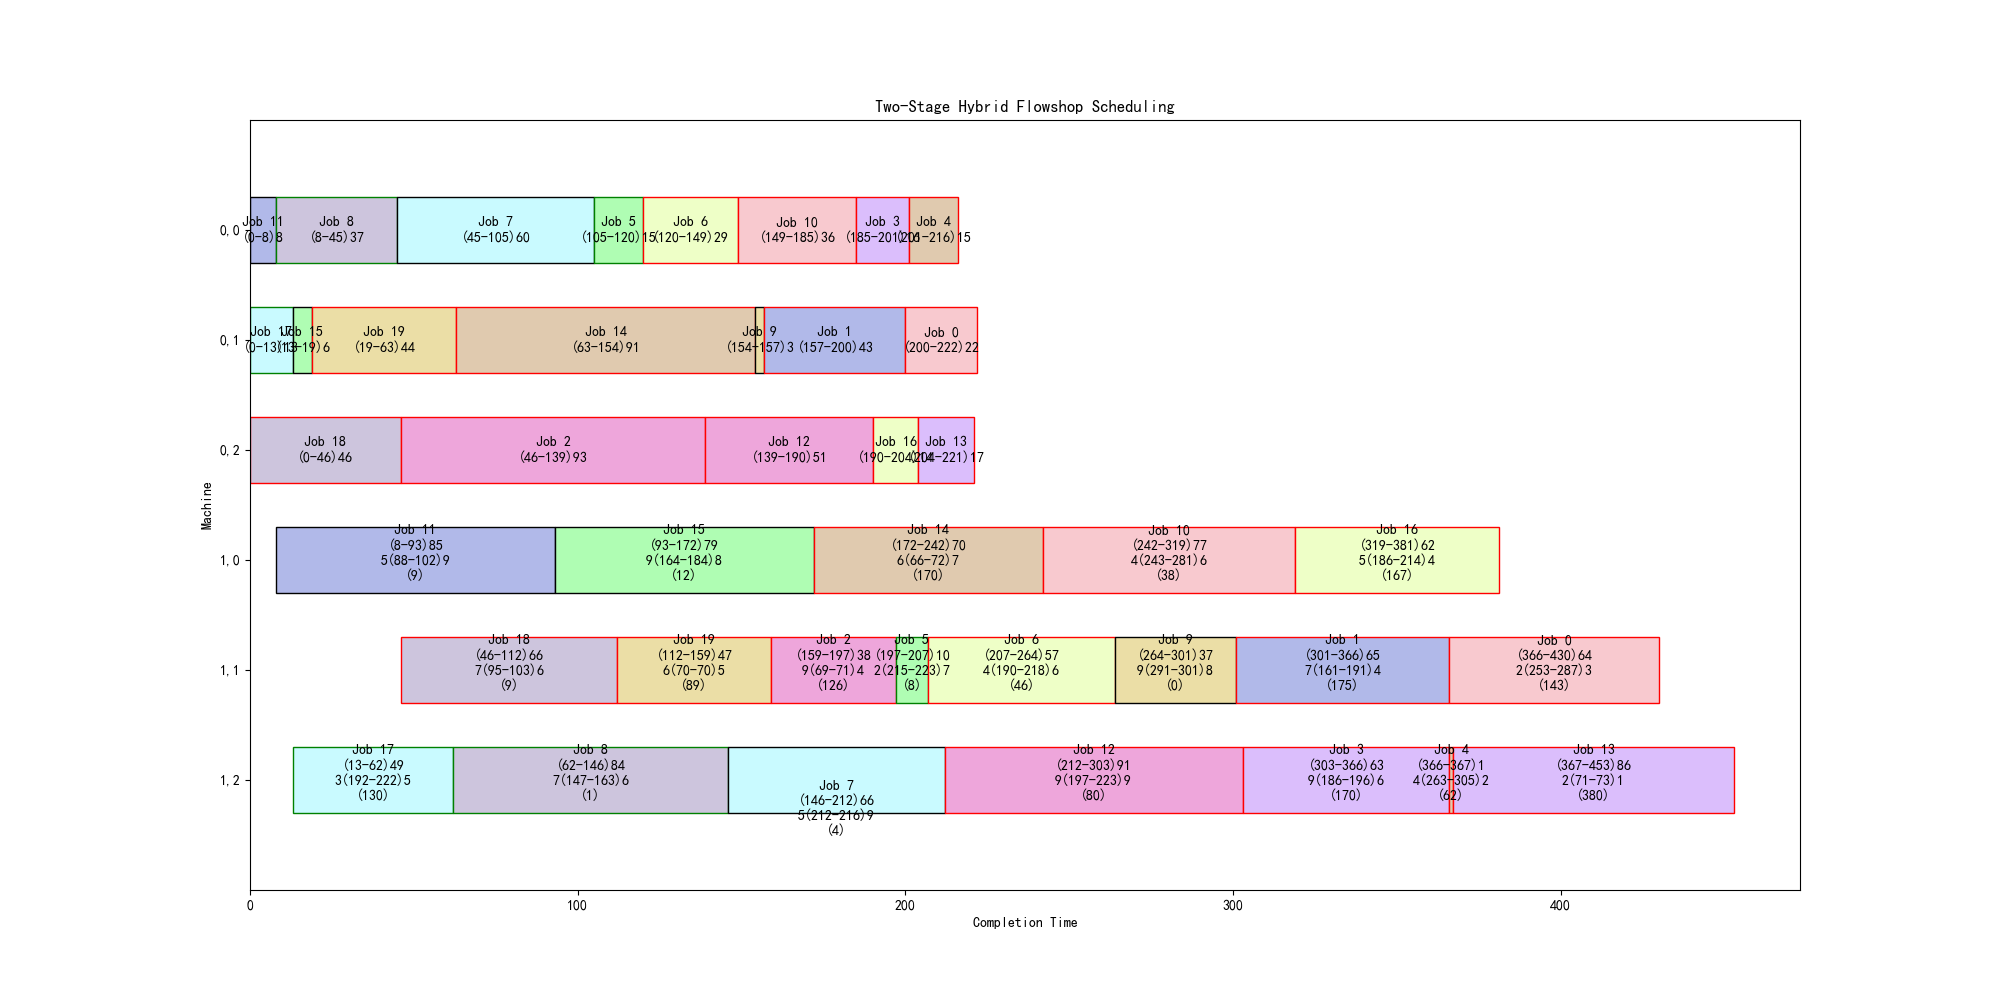 Two-Stage Hybrid Flowshop Scheduling
Machine
0,0
Job 11
(0-8)8
Job 8
(8-45)37
Job 7
(45-105)60
Job 5
(105-120)15
Job 6
(120-149)29
Job 10
(149-185)36
Job 3
(185-201)16
Job 4
(201-216)15
0,1
Job 17
(0-13)13
Job 15
(13-19)6
Job 19
(19-63)44
Job 14
(63-154)91
Job 9
(154-157)3
Job 1
(157-200)43
Job 0
(200-222)22
0,2
Job 18
(0-46)46
Job 2
(46-139)93
Job 12
(139-190)51
Job 16
(190-204)14
Job 13
(204-221)17
1,0
Job 11
(8-93)85
5(88-102)9
(9)
Job 15
(93-172)79
9(164-184)8
(12)
Job 14
(172-242)70
6(66-72)7
(170)
Job 10
(242-319)77
4(243-281)6
(38)
Job 16
(319-381)62
5(186-214)4
(167)
1,1
Job 18
(46-112)66
7(95-103)6
(9)
Job 19
(112-159)47
6(70-70)5
(89)
Job 2
(159-197)38
9(69-71)4
(126)
Job 5
(197-207)10
2(215-223)7
(8)
Job 6
(207-264)57
4(190-218)6
(46)
Job 9
(264-301)37
9(291-301)8
(0)
Job 1
(301-366)65
7(161-191)4
(175)
Job 0
(366-430)64
2(253-287)3
(143)
1,2
Job 17
(13-62)49
3(192-222)5
(130)
Job 8
(62-146)84
7(147-163)6
(1)
Job 7
(146-212)66
5(212-216)9
(4)
Job 12
(212-303)91
9(197-223)9
(80)
Job 3
(303-366)63
9(186-196)6
(170)
Job 4
(366-367)1
4(263-305)2
(62)
Job 13
(367-453)86
2(71-73)1
(380)
0
100
200
300
400
Completion Time